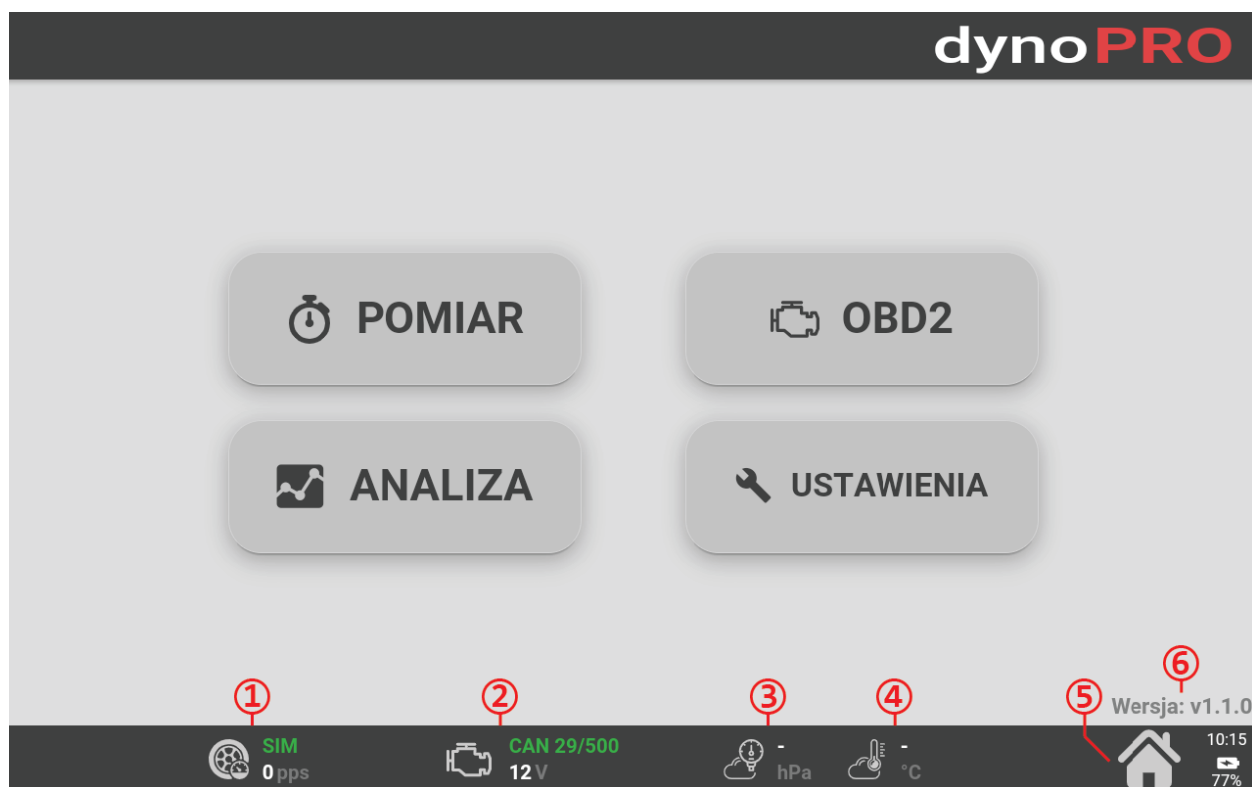 dynoPRO
POMIAR
OBD2
ANALIZA
USTAWIENIA
1
2
3
4
5
6
Wersja: v1.1.0
SIM
0 pps
CAN 29/500
12 V
-
hPa
-
°C
10:15
77%